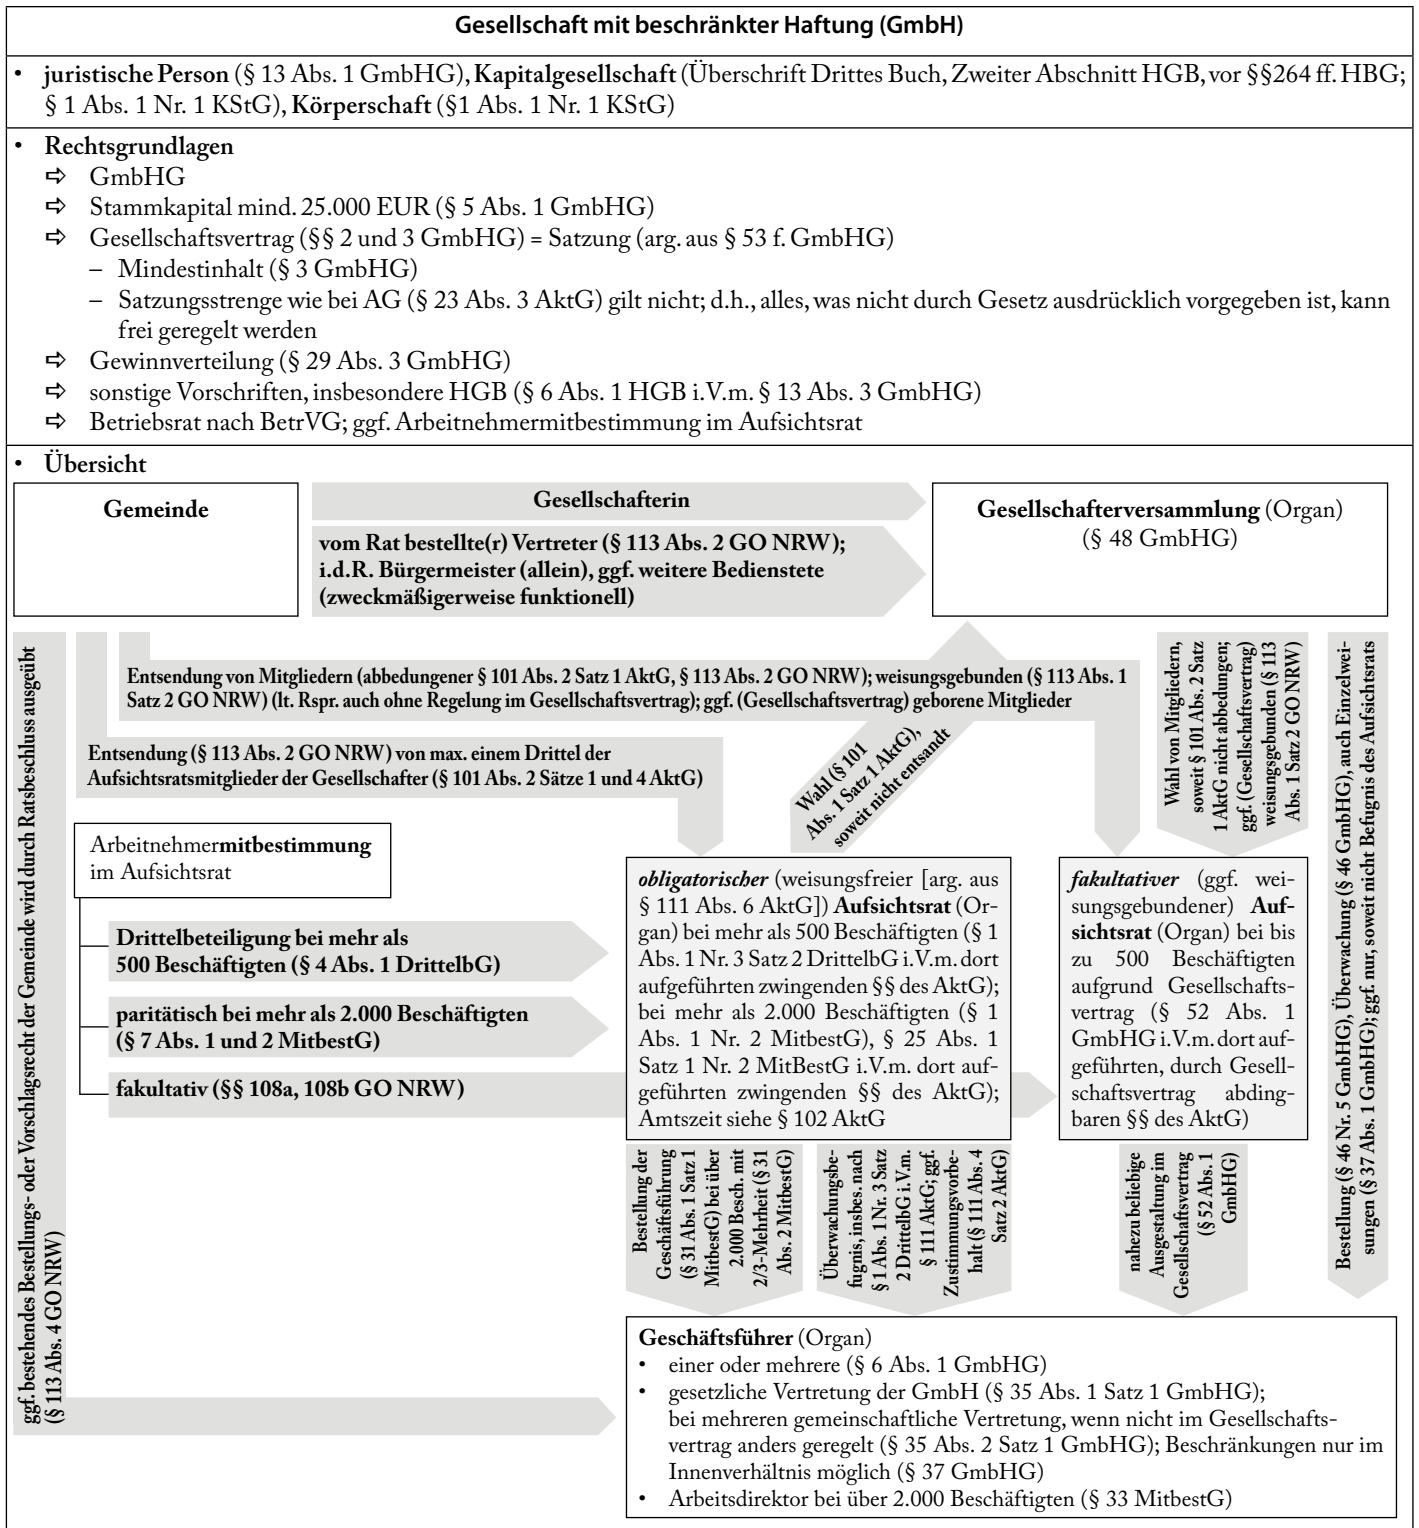 Gesellschaft mit beschränkter Haftung (GmbH)
• juristische Person (§ 13 Abs. 1 GmbHG), Kapitalgesellschaft (Überschrift Drittes Buch, Zweiter Abschnitt HGB, vor §§264 ff. HBG;
§ 1 Abs. 1 Nr. 1 KStG), Körperschaft (§1 Abs. 1 Nr. 1 KStG)
• Rechtsgrundlagen
⇨ GmbHG
⇨ Stammkapital mind. 25.000 EUR (§ 5 Abs. 1 GmbHG)
⇨ Gesellschaftsvertrag (§§ 2 und 3 GmbHG) = Satzung (arg. aus § 53 f. GmbHG)
– Mindestinhalt (§ 3 GmbHG)
– Satzungsstrenge wie bei AG (§ 23 Abs. 3 AktG) gilt nicht; d.h., alles, was nicht durch Gesetz ausdrücklich vorgegeben ist, kann
frei geregelt werden
⇨ Gewinnverteilung (§ 29 Abs. 3 GmbHG)
⇨ sonstige Vorschriften, insbesondere HGB (§ 6 Abs. 1 HGB i.V.m. § 13 Abs. 3 GmbHG)
⇨ Betriebsrat nach BetrVG; ggf. Arbeitnehmermitbestimmung im Aufsichtsrat
• Übersicht
Gemeinde
Gesellschafterin
vom Rat bestellte(r) Vertreter (§ 113 Abs. 2 GO NRW);
i.d.R. Bürgermeister (allein), ggf. weitere Bedienstete
(zweckmäßigerweise funktionell)
Gesellschafterversammlung (Organ)
(§ 48 GmbHG)
Entsendung von Mitgliedern (abbedungener § 101 Abs. 2 Satz 1 AktG, § 113 Abs. 2 GO NRW); weisungsgebunden (§ 113 Abs. 1
Satz 2 GO NRW) (lt. Rspr. auch ohne Regelung im Gesellschaftsvertrag); ggf. (Gesellschaftsvertrag) geborene Mitglieder
Entsendung (§ 113 Abs. 2 GO NRW) von max. einem Drittel der
Aufsichtsratsmitglieder der Gesellschafter (§ 101 Abs. 2 Sätze 1 und 4 AktG)
Wahl (§ 101
Abs. 1 Satz 1 AktG),
soweit nicht entsandt
Wahl von Mitgliedern,
soweit § 101 Abs. 2 Satz
1 AktG nicht abbedungen;
ggf. (Gesellschaftsvertrag)
weisungsgebunden (§ 113
Abs. 1 Satz 2 GO NRW)
Bestellung (§ 46 Nr. 5 GmbHG), Überwachung (§ 46 GmbHG), auch Einzelwei-
sungen (§ 37 Abs. 1 GmbHG); ggf. nur, soweit nicht Befugnis des Aufsichtsrats
ggf. bestehendes Bestellungs- oder Vorschlagsrecht der Gemeinde wird durch Ratsbeschluss ausgeübt
(§ 113 Abs. 4 GO NRW)
Arbeitnehmermitbestimmung
im Aufsichtsrat
Drittelbeteiligung bei mehr als
500 Beschäftigten (§ 4 Abs. 1 DrittelbG)
paritätisch bei mehr als 2.000 Beschäftigten
(§ 7 Abs. 1 und 2 MitbestG)
fakultativ (§§ 108a, 108b GO NRW)
obligatorischer (weisungsfreier [arg. aus
§ 111 Abs. 6 AktG]) Aufsichtsrat (Or-
gan) bei mehr als 500 Beschäftigten (§ 1
Abs. 1 Nr. 3 Satz 2 DrittelbG i.V.m. dort
aufgeführten zwingenden §§ des AktG);
bei mehr als 2.000 Beschäftigten (§ 1
Abs. 1 Nr. 2 MitbestG), § 25 Abs. 1
Satz 1 Nr. 2 MitBestG i.V.m. dort auf-
geführten zwingenden §§ des AktG);
Amtszeit siehe § 102 AktG
fakultativer (ggf. wei-
sungsgebundener) Auf-
sichtsrat (Organ) bei bis
zu 500 Beschäftigten
aufgrund Gesellschafts-
vertrag (§ 52 Abs. 1
GmbHG i.V.m. dort auf-
geführten, durch Gesell-
schaftsvertrag abding-
baren §§ des AktG)
Bestellung der
Geschäftsführung
(§ 31 Abs. 1 Satz 1
MitbestG) bei über
2.000 Besch. mit
2/3-Mehrheit (§ 31
Abs. 2 MitbestG)
Überwachungsbe-
fugnis, insbes. nach
§ 1 Abs. 1 Nr. 3 Satz
2 DrittelbG i.V.m.
§ 111 AktG; ggf.
Zustimmungsvorbe-
halt (§ 111 Abs. 4
Satz 2 AktG)
nahezu beliebige
Ausgestaltung im
Gesellschaftsvertrag
(§ 52 Abs. 1
GmbHG)
Geschäftsführer (Organ)
• einer oder mehrere (§ 6 Abs. 1 GmbHG)
• gesetzliche Vertretung der GmbH (§ 35 Abs. 1 Satz 1 GmbHG);
bei mehreren gemeinschaftliche Vertretung, wenn nicht im Gesellschafts-
vertrag anders geregelt (§ 35 Abs. 2 Satz 1 GmbHG); Beschränkungen nur im
Innenverhältnis möglich (§ 37 GmbHG)
• Arbeitsdirektor bei über 2.000 Beschäftigten (§ 33 MitbestG)